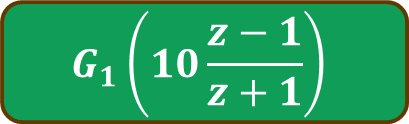 G₁(10 (z − 1)/(z + 1))